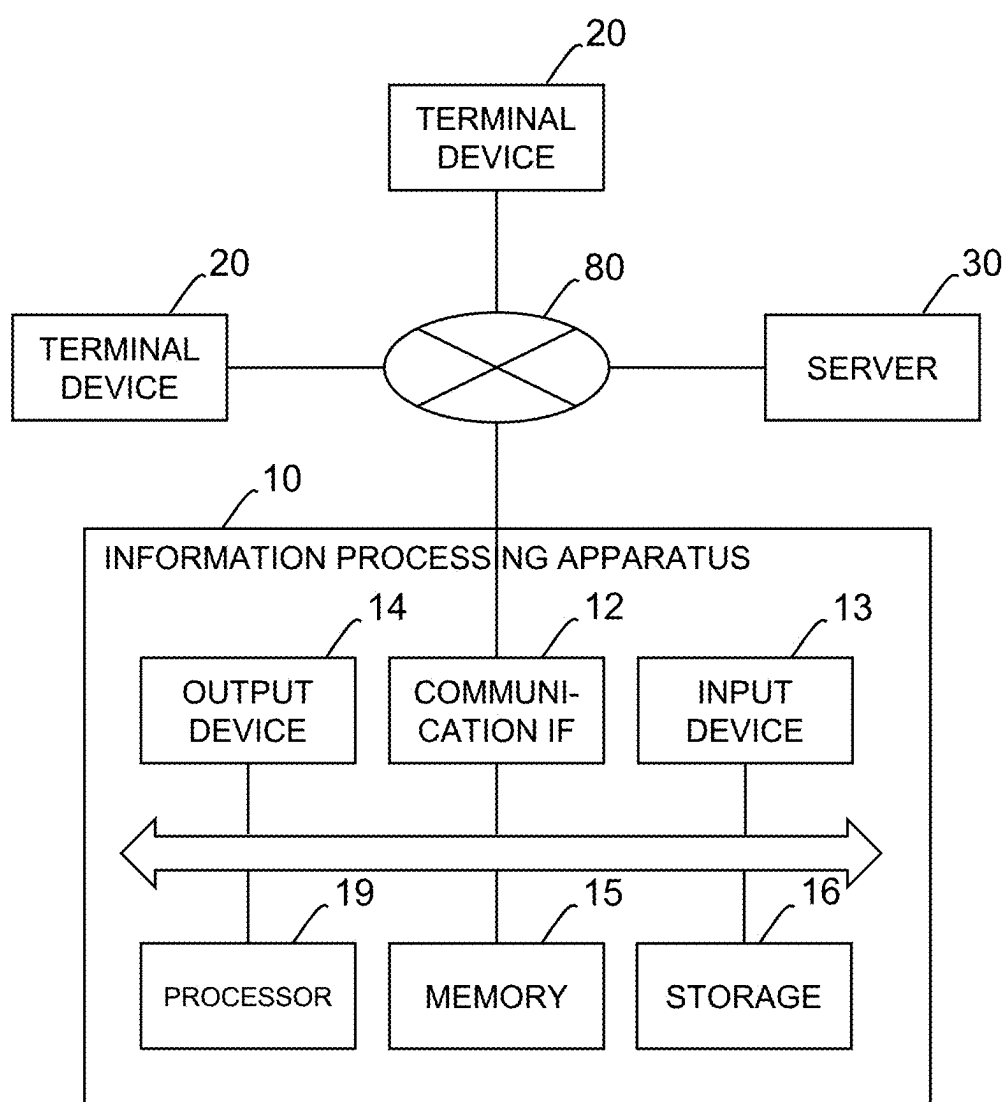 20
TERMINAL
DEVICE
20
80
30
TERMINAL
DEVICE
SERVER
10
INFORMATION PROCESSING APPARATUS
14
12
13
OUTPUT
DEVICE
COMMUNI-
CATION IF
INPUT
DEVICE
19
15
16
PROCESSOR
MEMORY
STORAGE